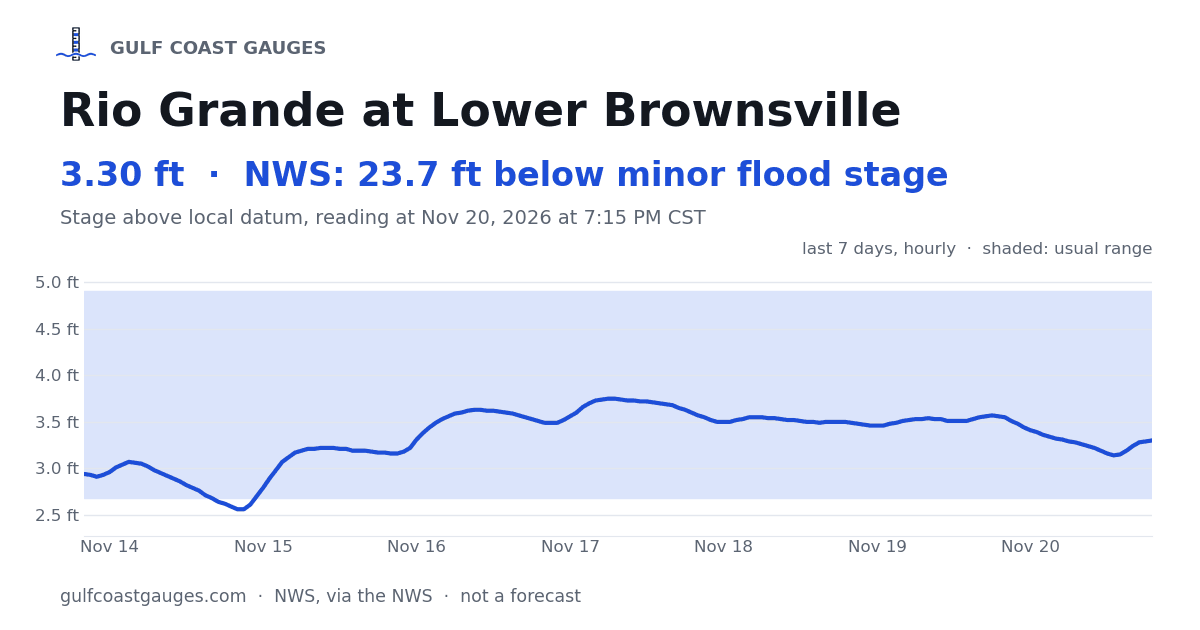 GULF COAST GAUGES
Rio Grande at Lower Brownsville
3.30 ft · NWS: 23.7 ft below minor flood stage
Stage above local datum, reading at Nov 20, 2026 at 7:15 PM CST
last 7 days, hourly · shaded: usual range
5.0 ft
4.5 ft
4.0 ft
3.5 ft
3.0 ft
2.5 ft
Nov 14 Nov 15 Nov 16 Nov 17 Nov 18 Nov 19 Nov 20
gulfcoastgauges.com · NWS, via the NWS · not a forecast